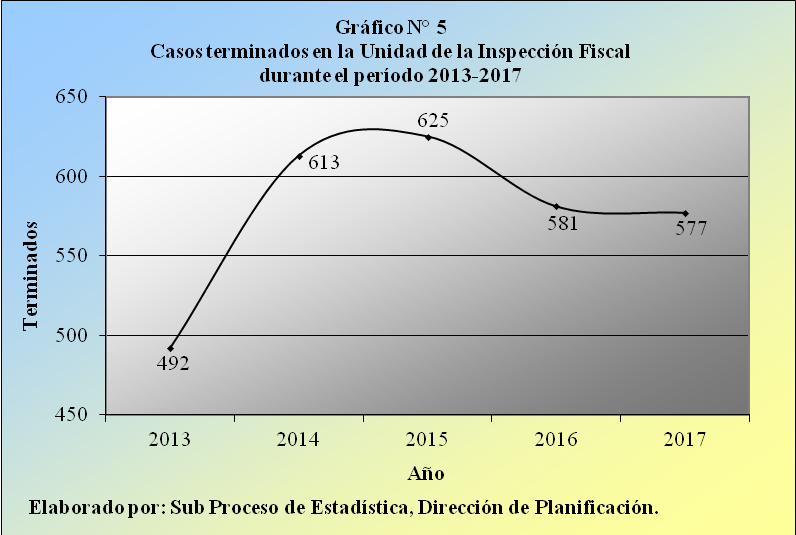 Gráfico N° 5
Casos terminados en la Unidad de la Inspección Fiscal
durante el período 2013-2017
650
600
550
500
450
Terminados
492
613
625
581
577
2013 2014 2015 2016 2017
Año
Elaborado por: Sub Proceso de Estadística, Dirección de Planificación.